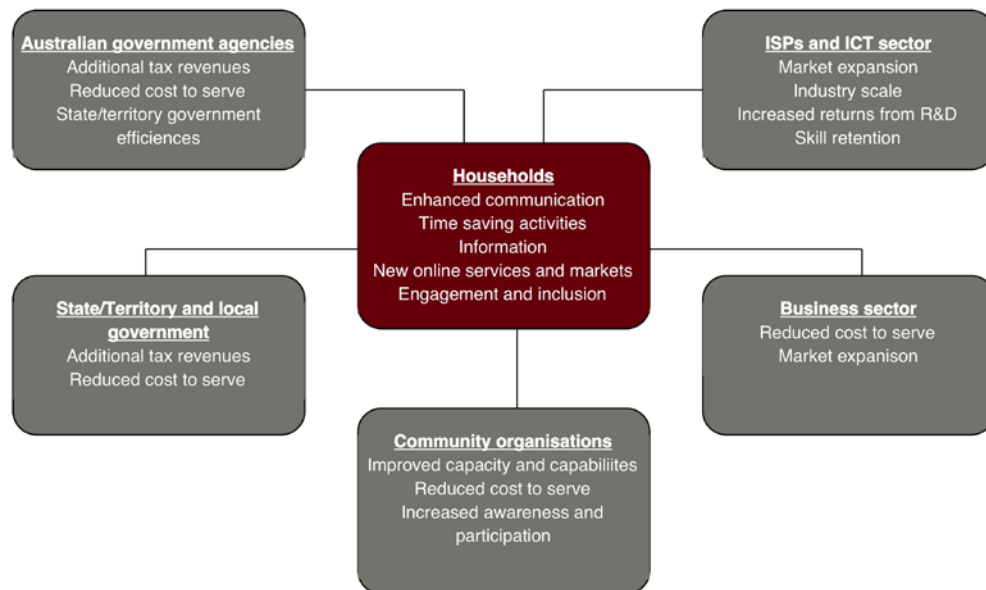 Australian government agencies
Additional tax revenues
Reduced cost to serve
State/territory government
efficiences
ISPs and ICT sector
Market expansion
Industry scale
Increased returns from R&D
Skill retention
Households
Enhanced communication
Time saving activities
Information
New online services and markets
Engagement and inclusion
State/Territory and local
government
Additional tax revenues
Reduced cost to serve
Business sector
Reduced cost to serve
Market expanison
Community organisations
Improved capacity and capabiliites
Reduced cost to serve
Increased awareness and
participation